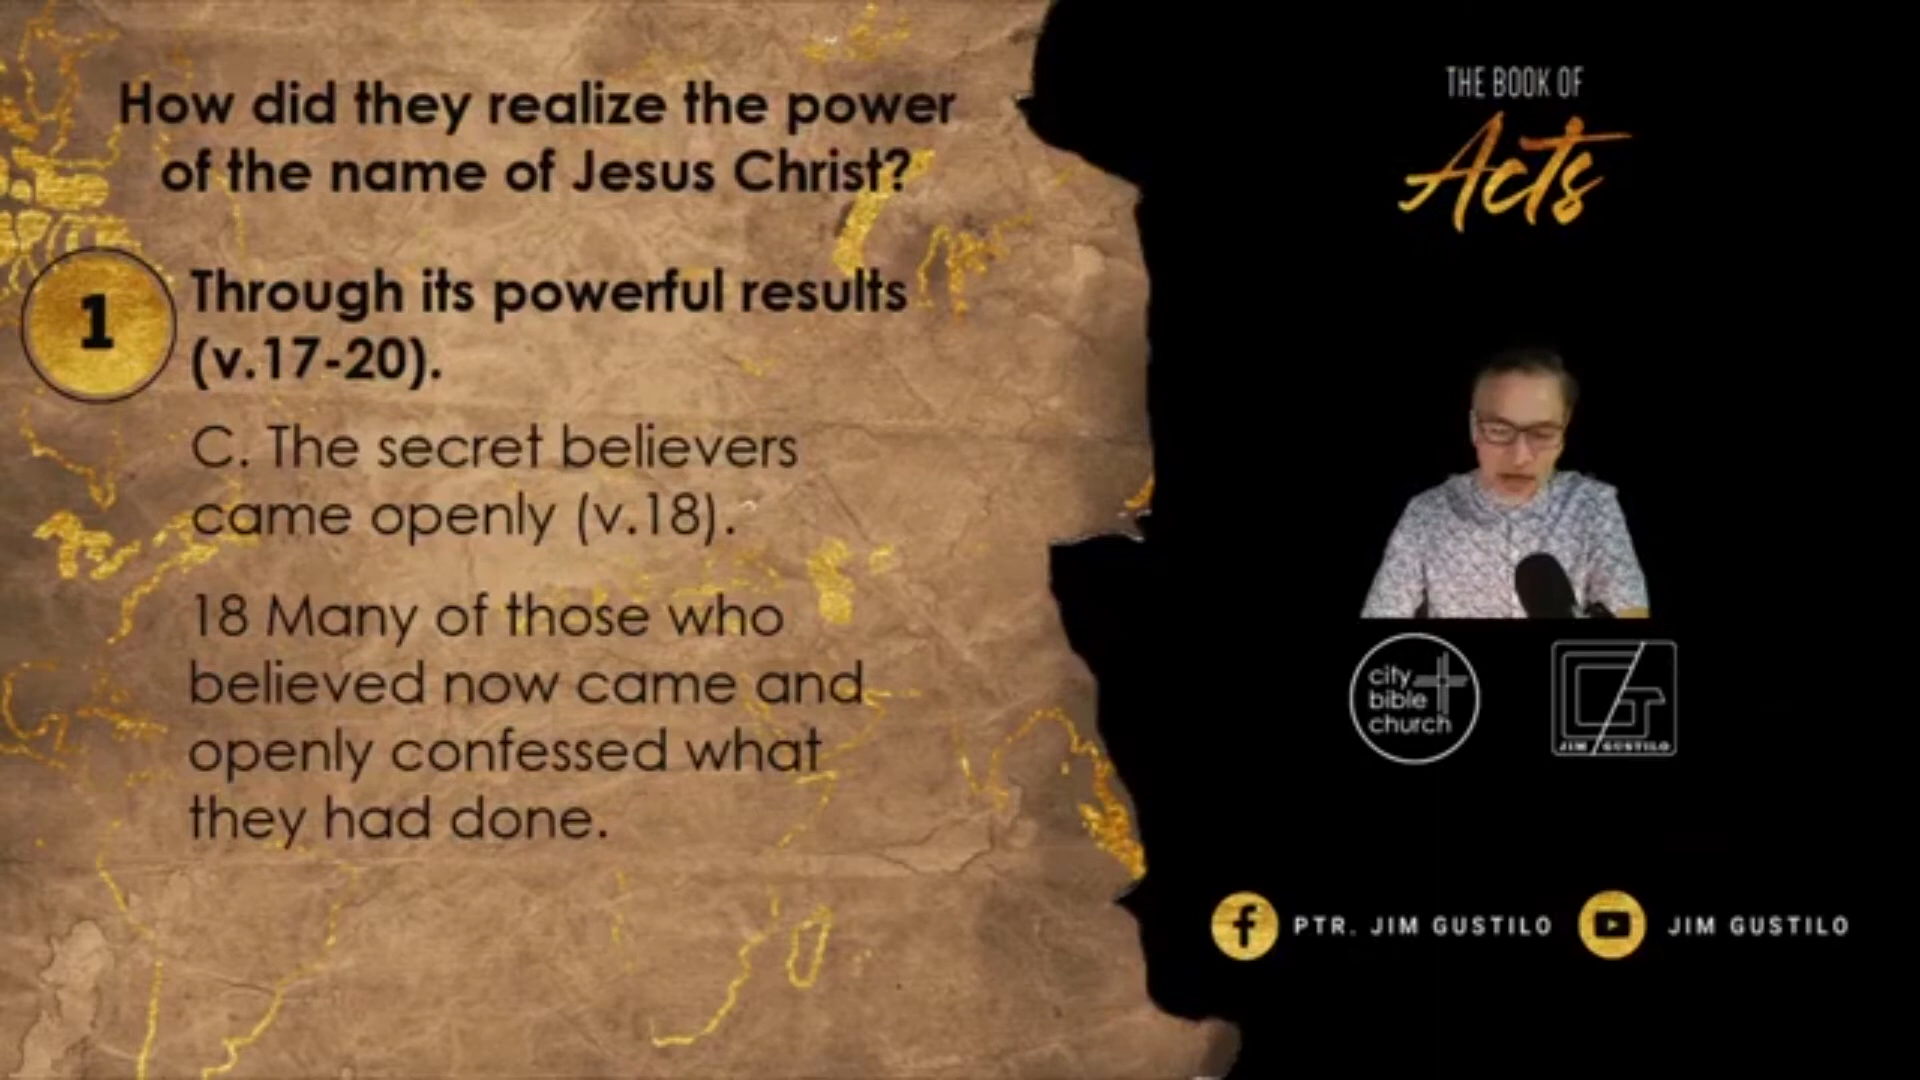 How did they realize the power
of the name of Jesus Christ?
1
Through its powerful results
(v.17-20).
C. The secret believers
came openly (v.18).
18 Many of those who
believed now came and
openly confessed what
they had done.
THE BOOK OF
Acts
city
bible
church
JIM GUSTILO
PTR. JIM GUSTILO
JIM GUSTILO